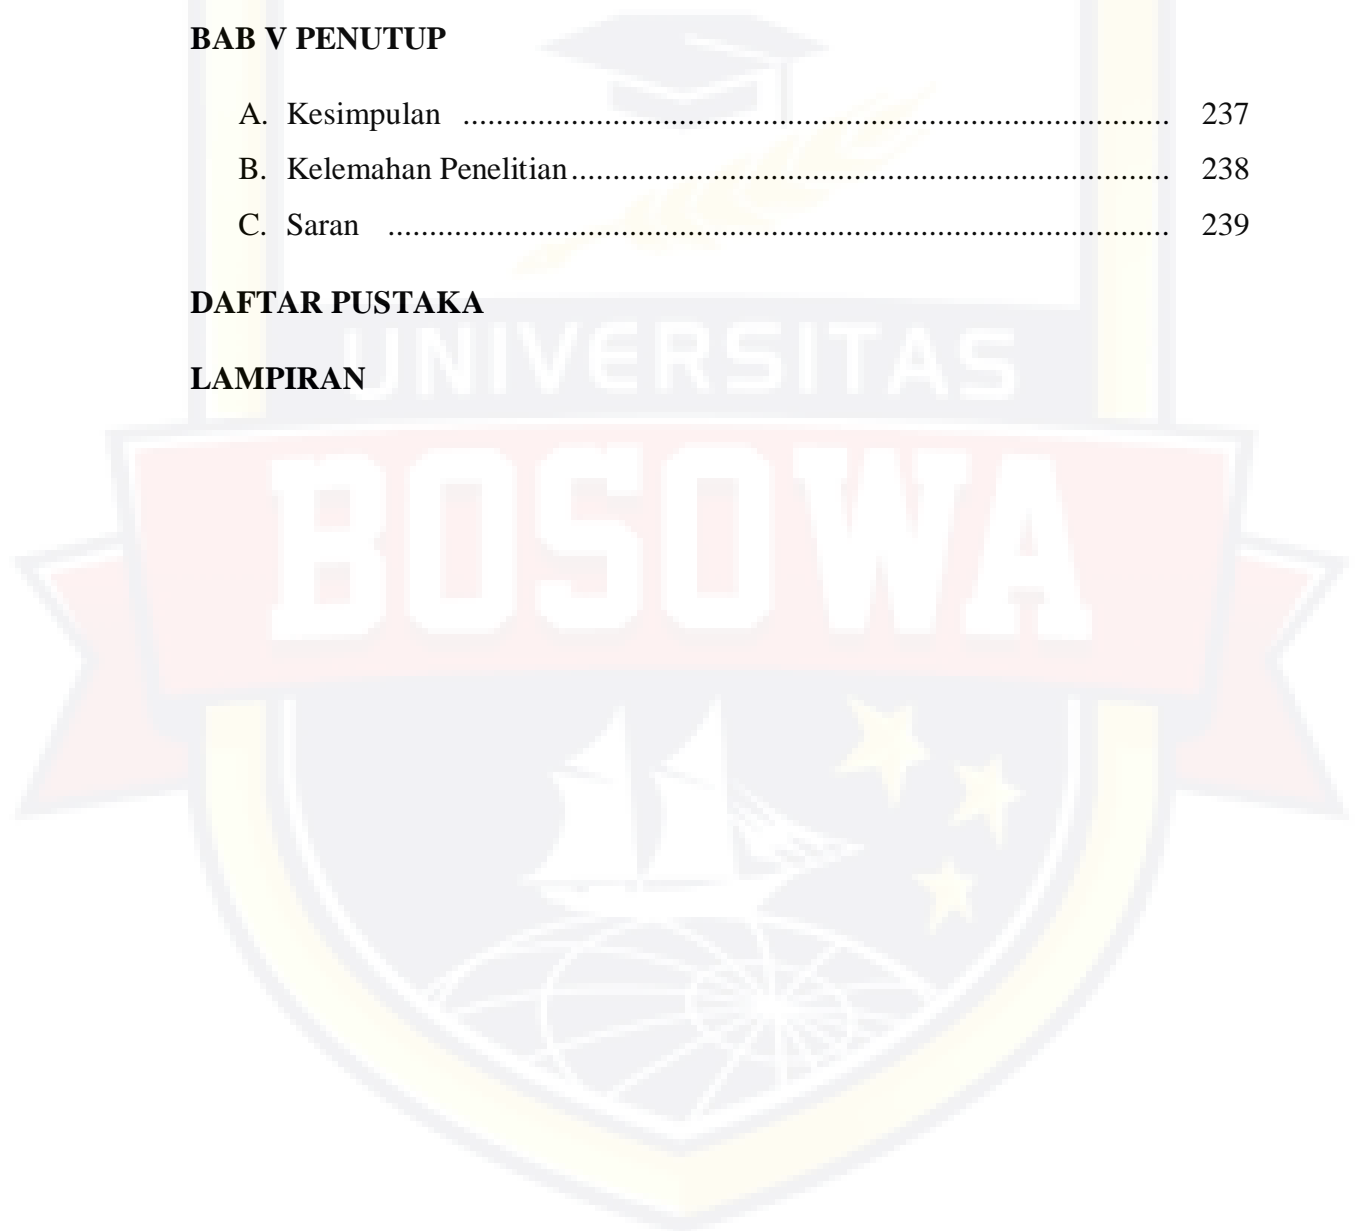 BAB V PENUTUP
A. Kesimpulan ..................................................................................... 237
B. Kelemahan Penelitian ........................................................................ 238
C. Saran .............................................................................................. 239
DAFTAR PUSTAKA
LAMPIRAN
UNIVERSITAS
BOSOWA